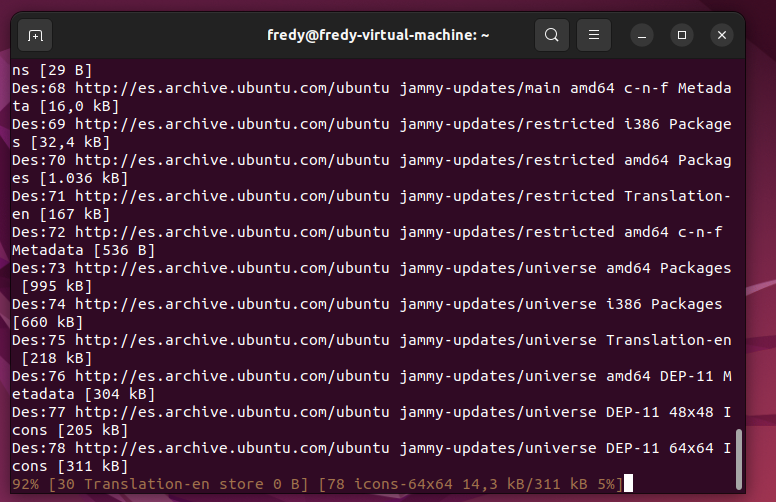 fredy@fredy-virtual-machine: ~
ns [29 B]
Des:68 http://es.archive.ubuntu.com/ubuntu jammy-updates/main amd64 c-n-f Metada
ta [16,0 kB]
Des:69 http://es.archive.ubuntu.com/ubuntu jammy-updates/restricted i386 Package
s [32,4 kB]
Des:70 http://es.archive.ubuntu.com/ubuntu jammy-updates/restricted amd64 Packag
es [1.036 kB]
Des:71 http://es.archive.ubuntu.com/ubuntu jammy-updates/restricted Translation-
en [167 kB]
Des:72 http://es.archive.ubuntu.com/ubuntu jammy-updates/restricted amd64 c-n-f
Metadata [536 B]
Des:73 http://es.archive.ubuntu.com/ubuntu jammy-updates/universe amd64 Packages
 [995 kB]
Des:74 http://es.archive.ubuntu.com/ubuntu jammy-updates/universe i386 Packages
[660 kB]
Des:75 http://es.archive.ubuntu.com/ubuntu jammy-updates/universe Translation-en
 [218 kB]
Des:76 http://es.archive.ubuntu.com/ubuntu jammy-updates/universe amd64 DEP-11 M
etadata [304 kB]
Des:77 http://es.archive.ubuntu.com/ubuntu jammy-updates/universe DEP-11 48x48 I
cons [205 kB]
Des:78 http://es.archive.ubuntu.com/ubuntu jammy-updates/universe DEP-11 64x64 I
cons [311 kB]
92% [30 Translation-en store 0 B] [78 icons-64x64 14,3 kB/311 kB 5%]